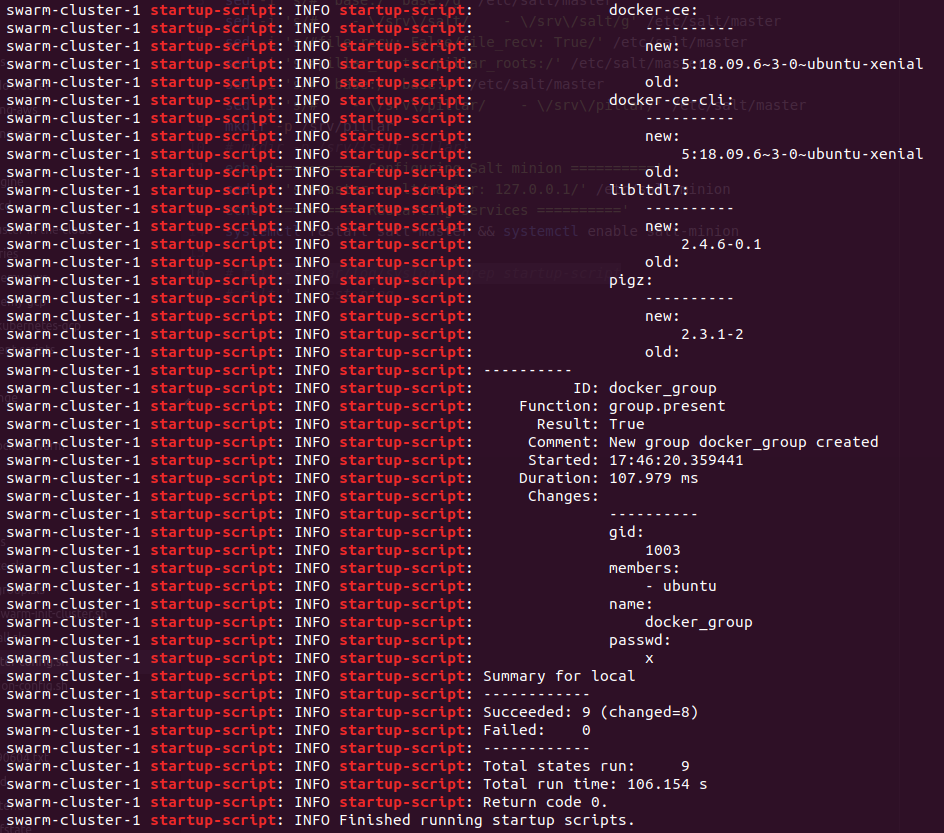 swarm-cluster-1 startup-script: INFO startup-script:               docker-ce:
swarm-cluster-1 startup-script: INFO startup-script:                   ----------
swarm-cluster-1 startup-script: INFO startup-script:                   new:
swarm-cluster-1 startup-script: INFO startup-script:                       5:18.09.6~3-0~ubuntu-xenial
swarm-cluster-1 startup-script: INFO startup-script:                   old:
swarm-cluster-1 startup-script: INFO startup-script:               docker-ce-cli:
swarm-cluster-1 startup-script: INFO startup-script:                   ----------
swarm-cluster-1 startup-script: INFO startup-script:                   new:
swarm-cluster-1 startup-script: INFO startup-script:                       5:18.09.6~3-0~ubuntu-xenial
swarm-cluster-1 startup-script: INFO startup-script:                   old:
swarm-cluster-1 startup-script: INFO startup-script:               libltdl7:
swarm-cluster-1 startup-script: INFO startup-script:                   ----------
swarm-cluster-1 startup-script: INFO startup-script:                   new:
swarm-cluster-1 startup-script: INFO startup-script:                       2.4.6-0.1
swarm-cluster-1 startup-script: INFO startup-script:                   old:
swarm-cluster-1 startup-script: INFO startup-script:               pigz:
swarm-cluster-1 startup-script: INFO startup-script:                   ----------
swarm-cluster-1 startup-script: INFO startup-script:                   new:
swarm-cluster-1 startup-script: INFO startup-script:                       2.3.1-2
swarm-cluster-1 startup-script: INFO startup-script:                   old:
swarm-cluster-1 startup-script: INFO startup-script: ----------
swarm-cluster-1 startup-script: INFO startup-script:           ID: docker_group
swarm-cluster-1 startup-script: INFO startup-script:     Function: group.present
swarm-cluster-1 startup-script: INFO startup-script:       Result: True
swarm-cluster-1 startup-script: INFO startup-script:      Comment: New group docker_group created
swarm-cluster-1 startup-script: INFO startup-script:      Started: 17:46:20.359441
swarm-cluster-1 startup-script: INFO startup-script:     Duration: 107.979 ms
swarm-cluster-1 startup-script: INFO startup-script:      Changes:
swarm-cluster-1 startup-script: INFO startup-script:               ----------
swarm-cluster-1 startup-script: INFO startup-script:               gid:
swarm-cluster-1 startup-script: INFO startup-script:                   1003
swarm-cluster-1 startup-script: INFO startup-script:               members:
swarm-cluster-1 startup-script: INFO startup-script:                   - ubuntu
swarm-cluster-1 startup-script: INFO startup-script:               name:
swarm-cluster-1 startup-script: INFO startup-script:                   docker_group
swarm-cluster-1 startup-script: INFO startup-script:               passwd:
swarm-cluster-1 startup-script: INFO startup-script:                   x
swarm-cluster-1 startup-script: INFO startup-script: Summary for local
swarm-cluster-1 startup-script: INFO startup-script: ------------
swarm-cluster-1 startup-script: INFO startup-script: Succeeded: 9 (changed=8)
swarm-cluster-1 startup-script: INFO startup-script: Failed:    0
swarm-cluster-1 startup-script: INFO startup-script: ------------
swarm-cluster-1 startup-script: INFO startup-script: Total states run:     9
swarm-cluster-1 startup-script: INFO startup-script: Total run time: 106.154 s
swarm-cluster-1 startup-script: INFO startup-script: Return code 0.
swarm-cluster-1 startup-script: INFO Finished running startup scripts.